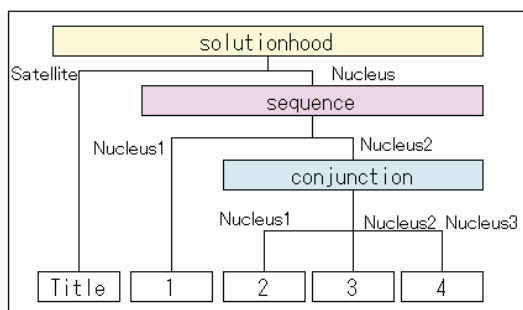 solutionhood
Satellite
Nucleus
sequence
Nucleus1
Nucleus2
conjunction
Nucleus1
Nucleus2
Nucleus3
Title
1
2
3
4